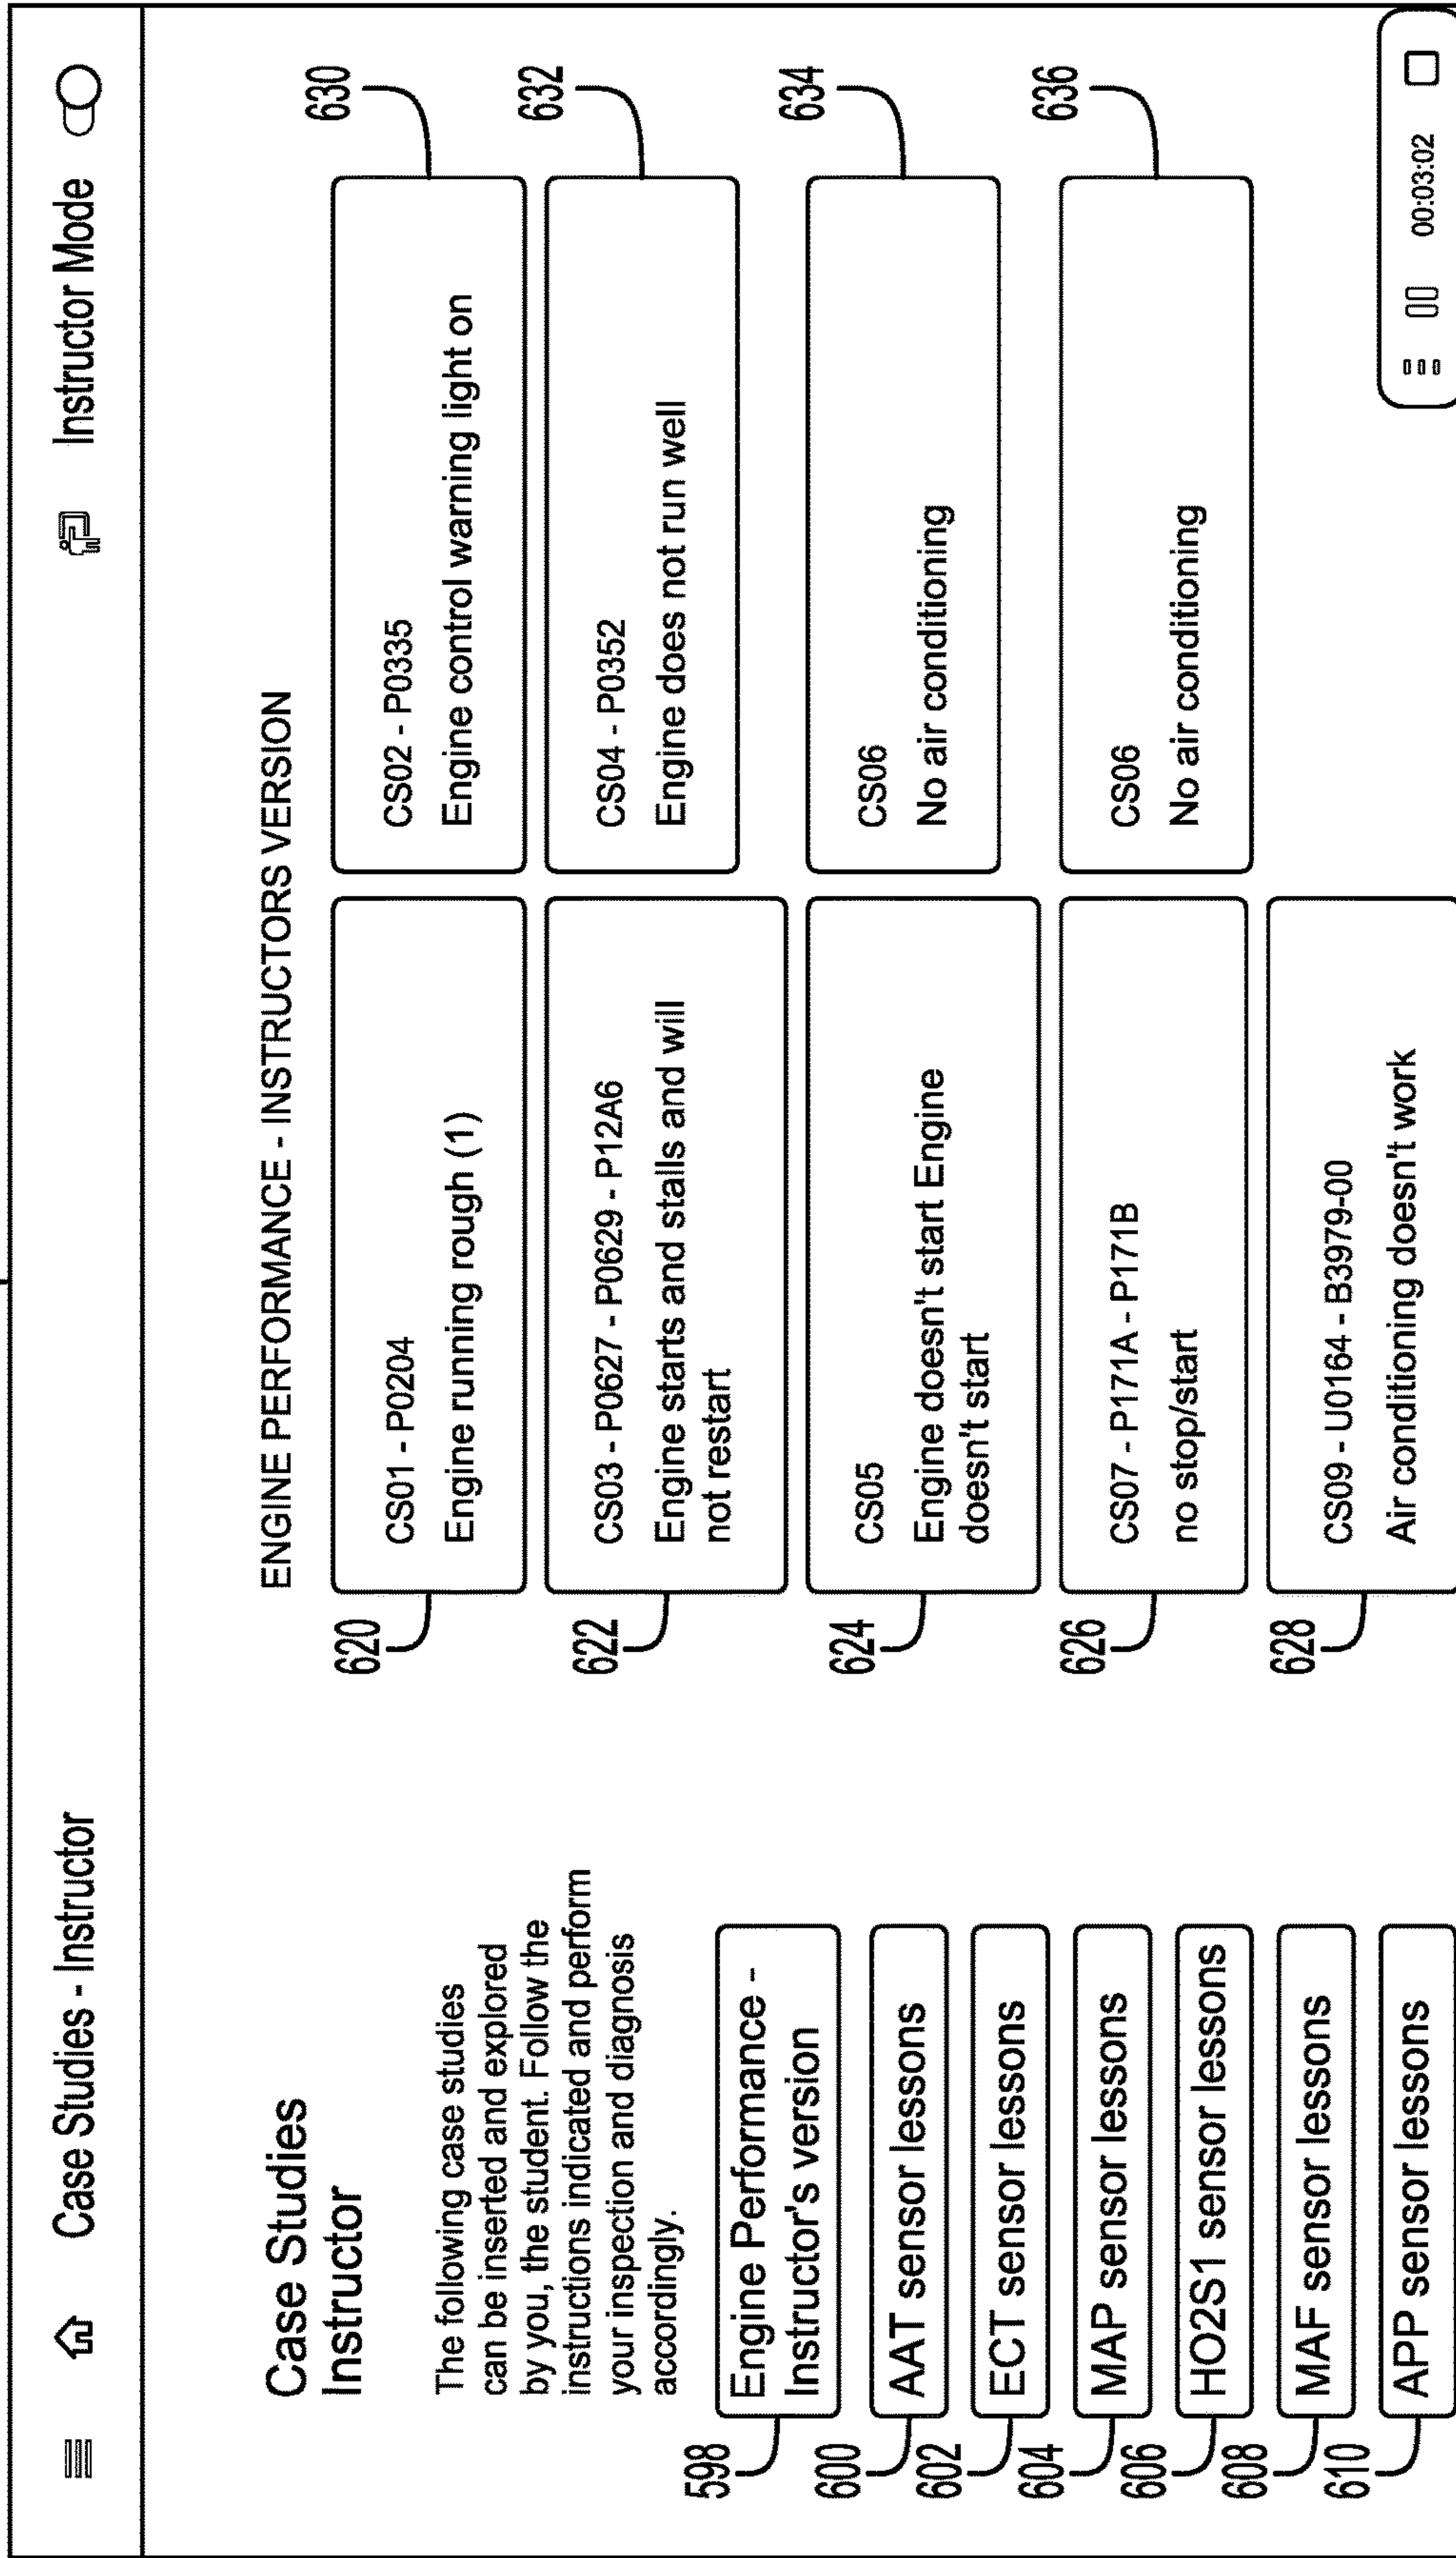 Case Studies - Instructor
Instructor Mode
Case Studies
Instructor
The following case studies
can be inserted and explored
by you, the student. Follow the
instructions indicated and perform
your inspection and diagnosis
accordingly.
598
Engine Performance -
Instructor's version
600
AAT sensor lessons
602
ECT sensor lessons
604
MAP sensor lessons
606
HO2S1 sensor lessons
608
MAF sensor lessons
610
APP sensor lessons
ENGINE PERFORMANCE - INSTRUCTORS VERSION
620
CS01 - P0204
Engine running rough (1)
630
CS02 - P0335
Engine control warning light on
622
CS03 - P0627 - P0629 - P12A6
Engine starts and stalls and will
not restart
632
CS04 - P0352
Engine does not run well
624
CS05
Engine doesn't start Engine
doesn't start
634
CS06
No air conditioning
626
CS07 - P171A - P171B
no stop/start
636
CS06
No air conditioning
628
CS09 - U0164 - B3979-00
Air conditioning doesn't work
00:03:02